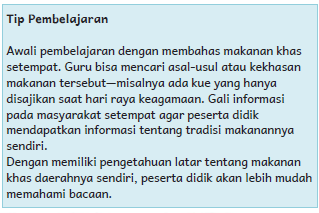 Tip Pembelajaran
Awali pembelajaran dengan membahas makanan khas
setempat. Guru bisa mencari asal-usul atau kekhasan
makanan tersebut—misalnya ada kue yang hanya
disajikan saat hari raya keagamaan. Gali informasi
pada masyarakat setempat agar peserta didik
mendapatkan informasi tentang tradisi makanannya
sendiri.
Dengan memiliki pengetahuan latar tentang makanan
khas daerahnya sendiri, peserta didik akan lebih mudah
memahami bacaan.